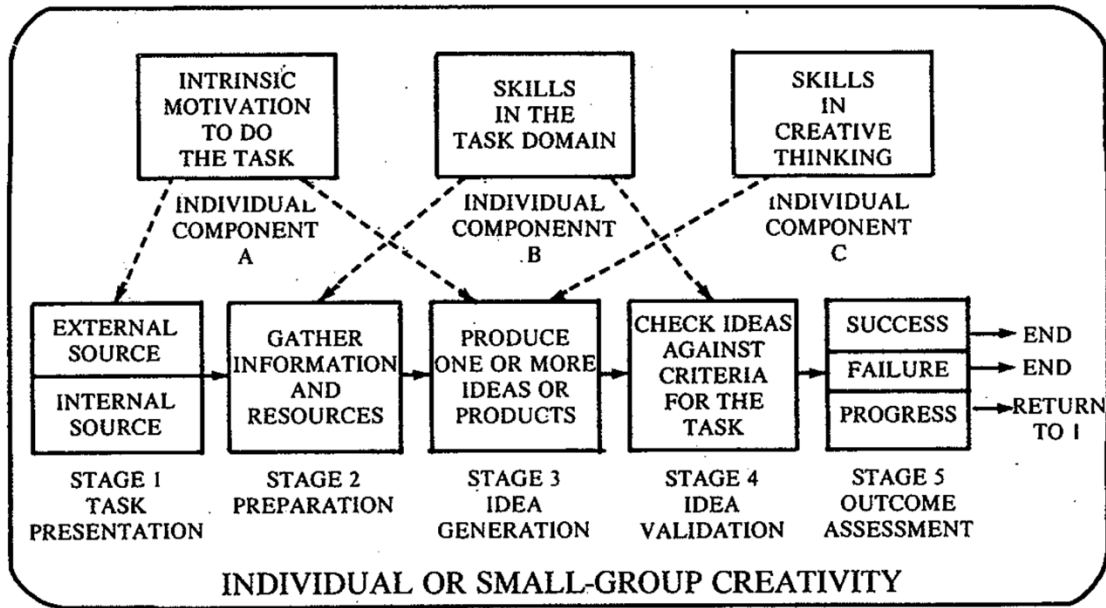 INTRINSIC
MOTIVATION
TO DO
THE TASK
SKILLS
IN THE
TASK DOMAIN
SKILLS
IN
CREATIVE
THINKING
INDIVIDUAL
COMPONENT
A
INDIVIDUAL
COMPONENNT
B
INDIVIDUAL
COMPONENT
C
EXTERNAL
SOURCE
INTERNAL
SOURCE
GATHER
INFORMATION
AND
RESOURCES
PRODUCE
ONE OR MORE
IDEAS OR
PRODUCTS
CHECK IDEAS
AGAINST
CRITERIA
FOR THE
TASK
SUCCESS
FAILURE
PROGRESS
END
END
RETURN
TO 1
STAGE 1
TASK
PRESENTATION
STAGE 2
PREPARATION
STAGE 3
IDEA
GENERATION
STAGE 4
IDEA
VALIDATION
STAGE 5
OUTCOME
ASSESSMENT
INDIVIDUAL OR SMALL-GROUP CREATIVITY